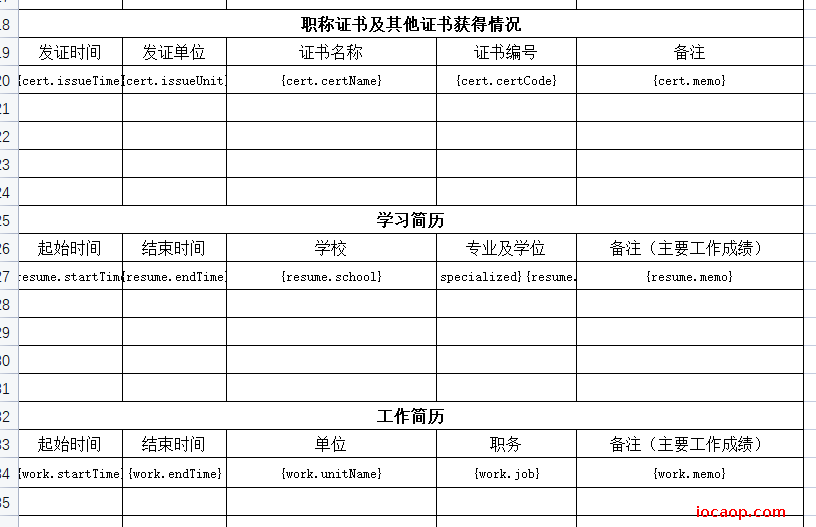 18 职称证书及其他证书获得情况
19 发证时间 发证单位 证书名称 证书编号 备注
20 {cert.issueTime} {cert.issueUnit} {cert.certName} {cert.certCode} {cert.memo}
21
22
23
24
25 学习简历
26 起始时间 结束时间 学校 专业及学位 备注（主要工作成绩）
27 resume.startTim {resume.endTime} {resume.school} specialized}{resume. {resume.memo}
28
29
30
31
32 工作简历
33 起始时间 结束时间 单位 职务 备注（主要工作成绩）
34 {work.startTime} {work.endTime} {work.unitName} {work.job} {work.memo}
35
iocaop.com